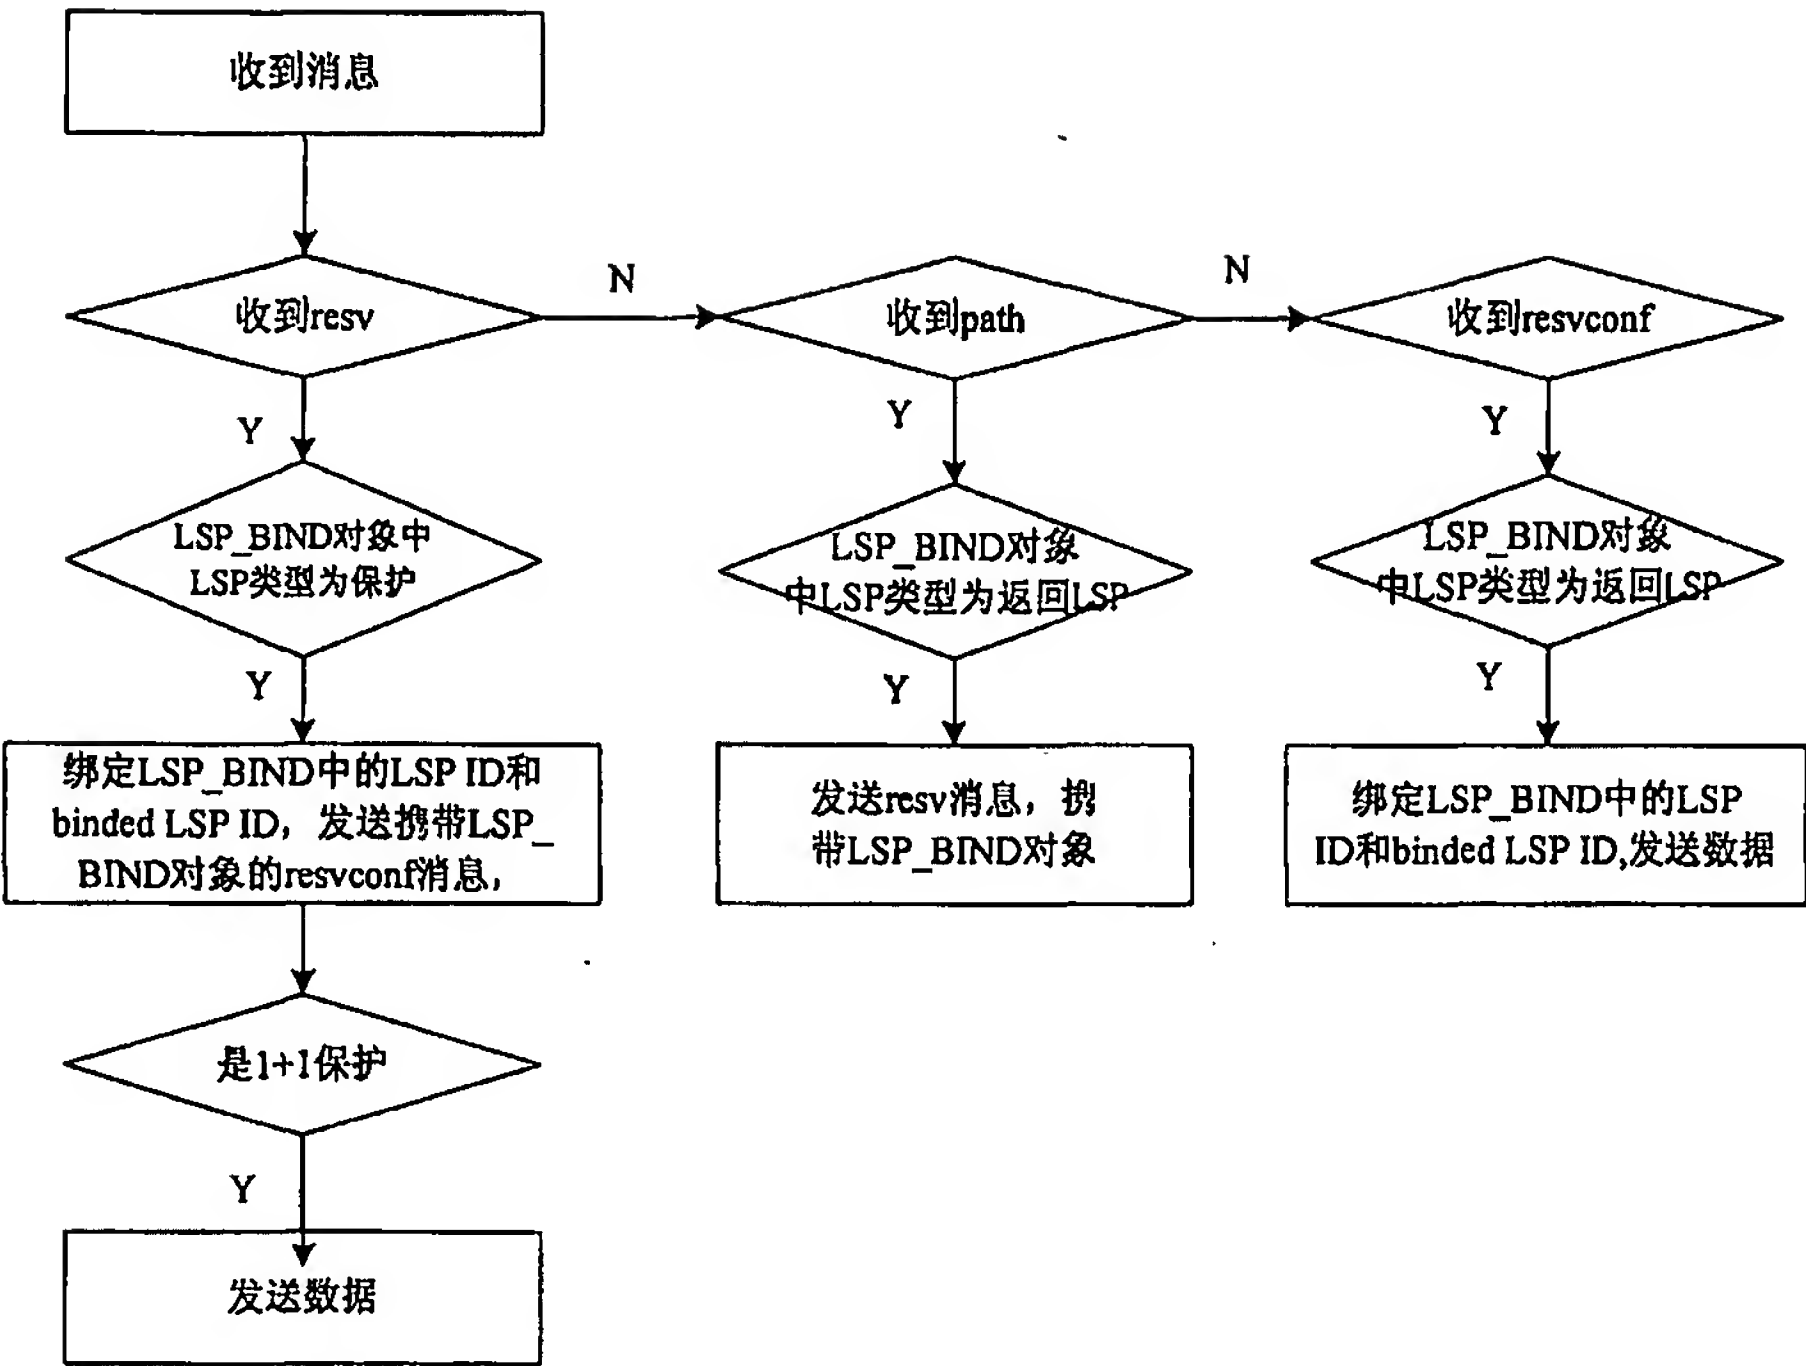 收到消息
收到resv
N
收到path
N
收到resvconf
Y
Y
Y
LSP_BIND对象中
LSP类型为保护
LSP_BIND对象
中LSP类型为返回LSP
LSP_BIND对象
中LSP类型为返回LSP
Y
Y
Y
绑定LSP_BIND中的LSP ID和
binded LSP ID，发送携带LSP_
BIND对象的resvconf消息，
发送resv消息，携
带LSP_BIND对象
绑定LSP_BIND中的LSP
ID和binded LSP ID,发送数据
是1+1保护
Y
发送数据